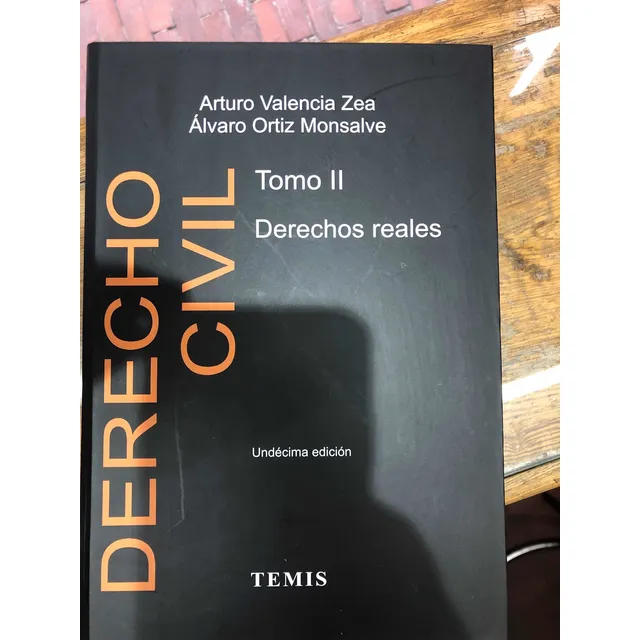 Arturo Valencia Zea
Álvaro Ortiz Monsalve
DERECHO
CIVIL
Tomo II
Derechos reales
Undécima edición
TEMIS